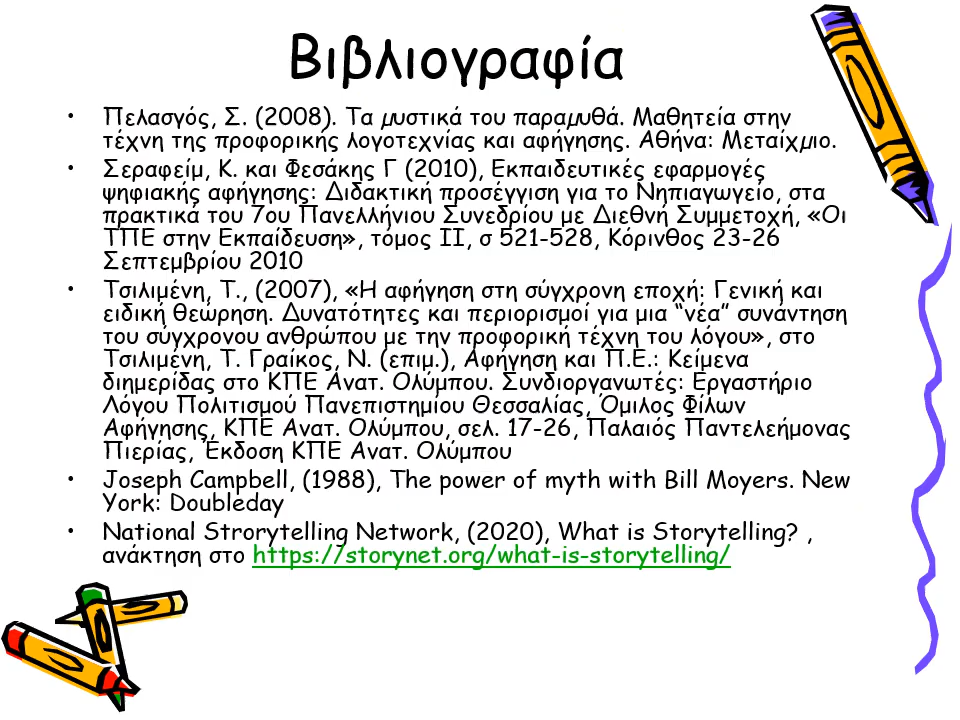 Βιβλιογραφία
• Πελασγός, Σ. (2008). Τα μυστικά του παραμυθά. Μαθητεία στην
τέχνη της προφορικής λογοτεχνίας και αφήγησης. Αθήνα: Μεταίχμιο.
• Σεραφείμ, Κ. και Φεσάκης Γ (2010), Εκπαιδευτικές εφαρμογές
ψηφιακής αφήγησης: Διδακτική προσέγγιση για το Νηπιαγωγείο, στα
πρακτικά του 7ου Πανελλήνιου Συνεδρίου με Διεθνή Συμμετοχή, «Οι
ΤΠΕ στην Εκπαίδευση», τόμος ΙΙ, σ 521-528, Κόρινθος 23-26
Σεπτεμβρίου 2010
• Τσιλιμένη, Τ., (2007), «Η αφήγηση στη σύγχρονη εποχή: Γενική και
ειδική θεώρηση. Δυνατότητες και περιορισμοί για μια “νέα” συνάντηση
του σύγχρονου ανθρώπου με την προφορική τέχνη του λόγου», στο
Τσιλιμένη, Τ. Γραίκος, Ν. (επιμ.), Αφήγηση και Π.Ε.: Κείμενα
διημερίδας στο ΚΠΕ Ανατ. Ολύμπου. Συνδιοργανωτές: Εργαστήριο
Λόγου Πολιτισμού Πανεπιστημίου Θεσσαλίας, Όμιλος Φίλων
Αφήγησης, ΚΠΕ Ανατ. Ολύμπου, σελ. 17-26, Παλαιός Παντελεήμονας
Πιερίας, Έκδοση ΚΠΕ Ανατ. Ολύμπου
• Joseph Campbell, (1988), The power of myth with Bill Moyers. New
York: Doubleday
• National Strorytelling Network, (2020), What is Storytelling? ,
ανάκτηση στο https://storynet.org/what-is-storytelling/